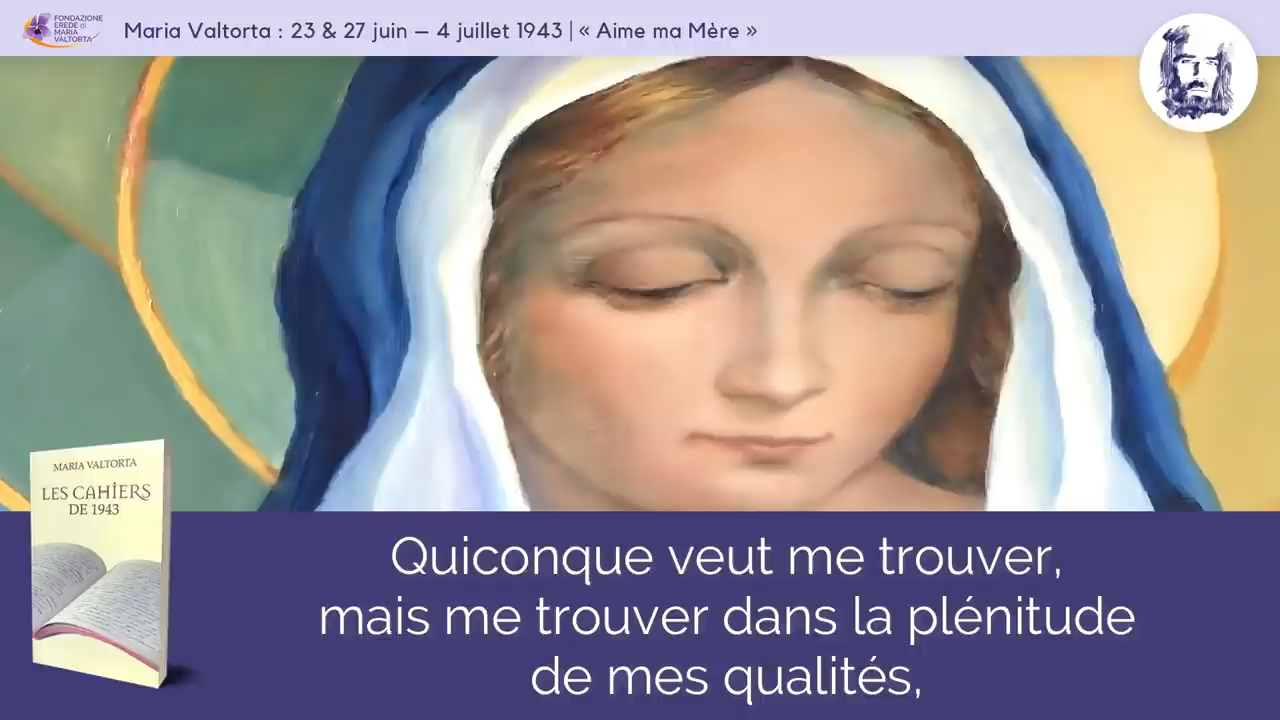 FONDAZIONE
EREDE di
MARIA
VALTORTA
Maria Valtorta : 23 & 27 juin – 4 juillet 1943 | « Aime ma Mère »
MARIA VALTORTA
LES CAHIERS
DE 1943
Quiconque veut me trouver,
mais me trouver dans la plénitude
de mes qualités,